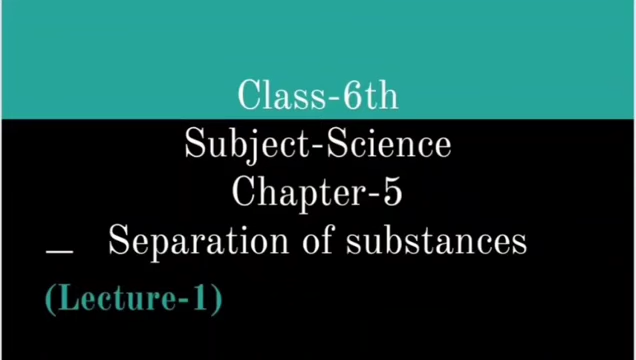 Class-6th
Subject-Science
Chapter-5
Separation of substances
(Lecture-1)